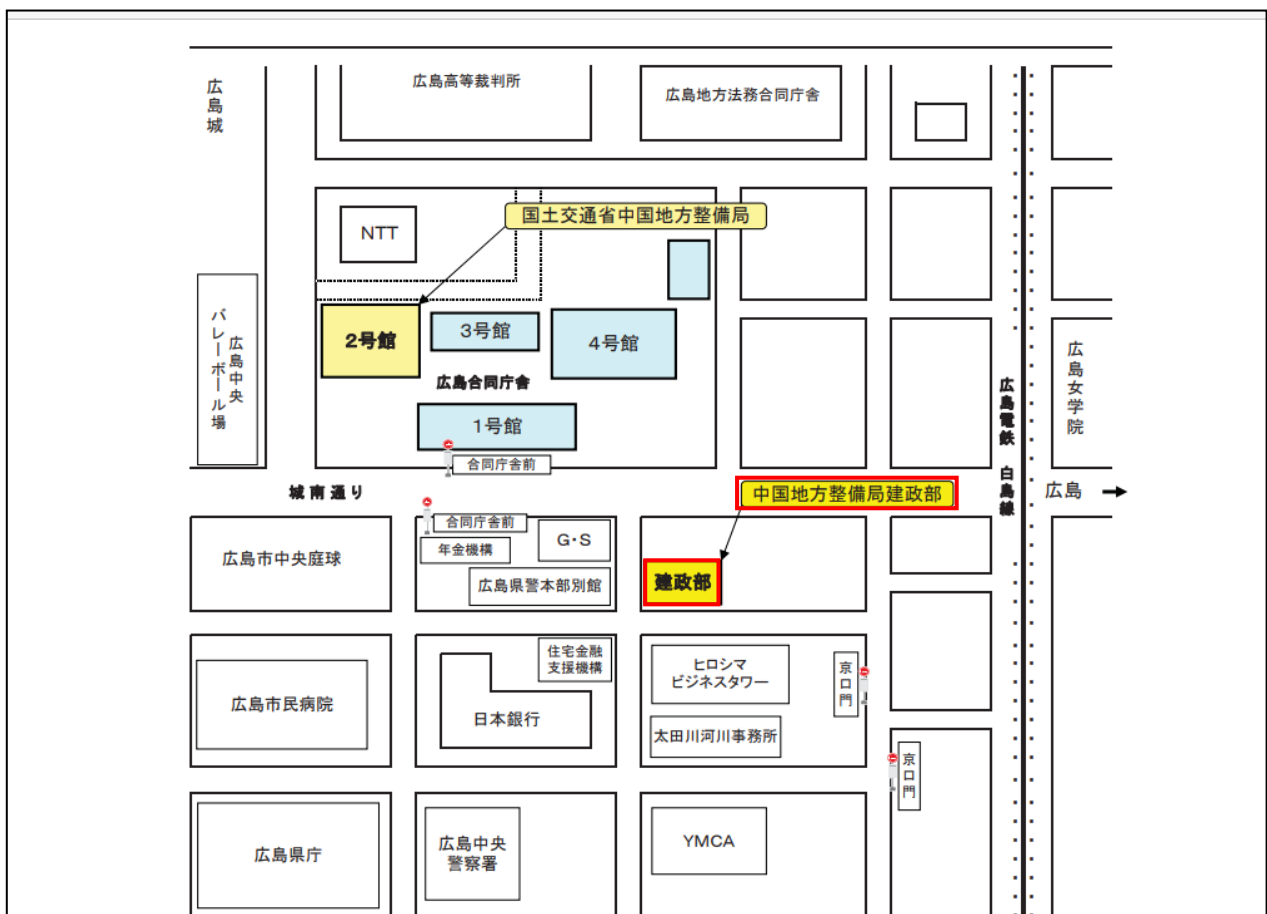 広島高等裁判所
広島地方法務合同庁舎
広島城
国土交通省中国地方整備局
NTT
2号館
3号館
4号館
広島中央
バレーボール場
広島合同庁舎
1号館
合同庁舎前
広島女学院
広島電鉄 白島線
城南通り
中国地方整備局建政部
広島
合同庁舎前
年金機構
G・S
広島市中央庭球
広島県警本部別館
建政部
住宅金融
支援機構
ヒロシマ
ビジネスタワー
京口門
広島市民病院
日本銀行
太田川河川事務所
京口門
広島県庁
広島中央
警察署
YMCA